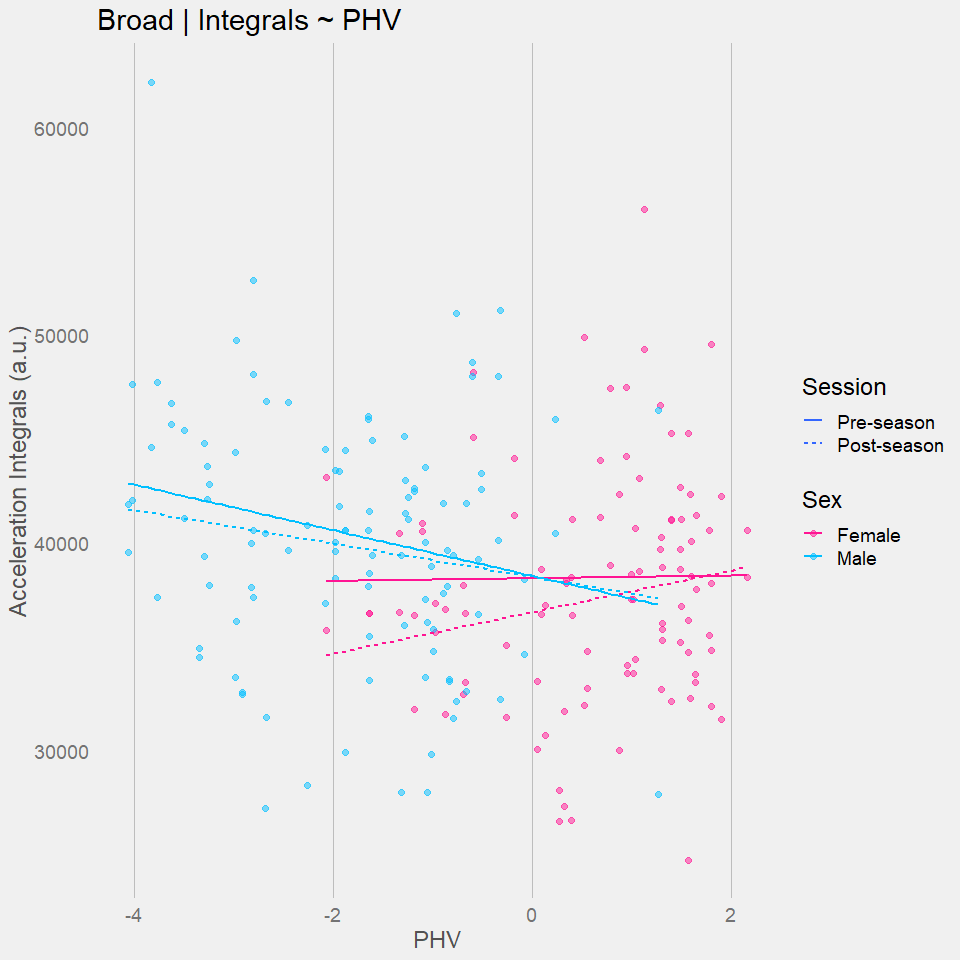 Broad | Integrals ~ PHV
60000
50000
40000
30000
Acceleration Integrals (a.u.)
-4
-2
0
2
PHV
Session
Pre-season
Post-season
Sex
Female
Male